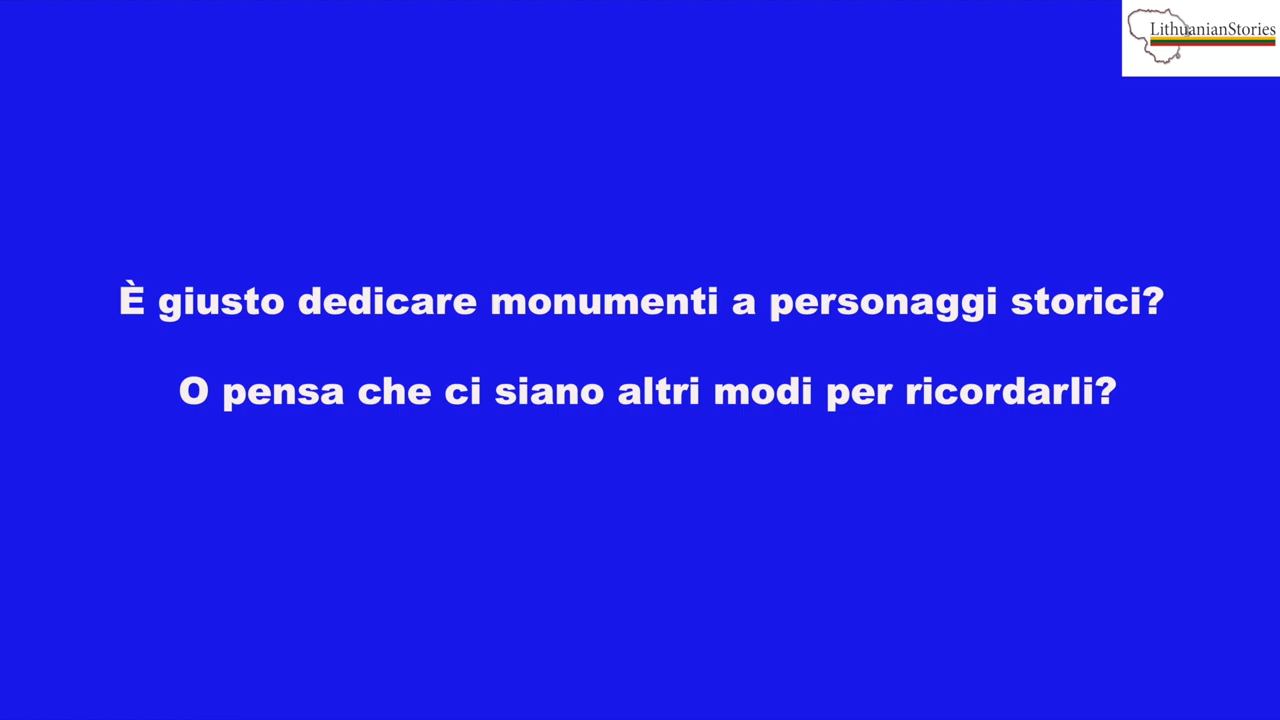 LithuanianStories
È giusto dedicare monumenti a personaggi storici?
O pensa che ci siano altri modi per ricordarli?